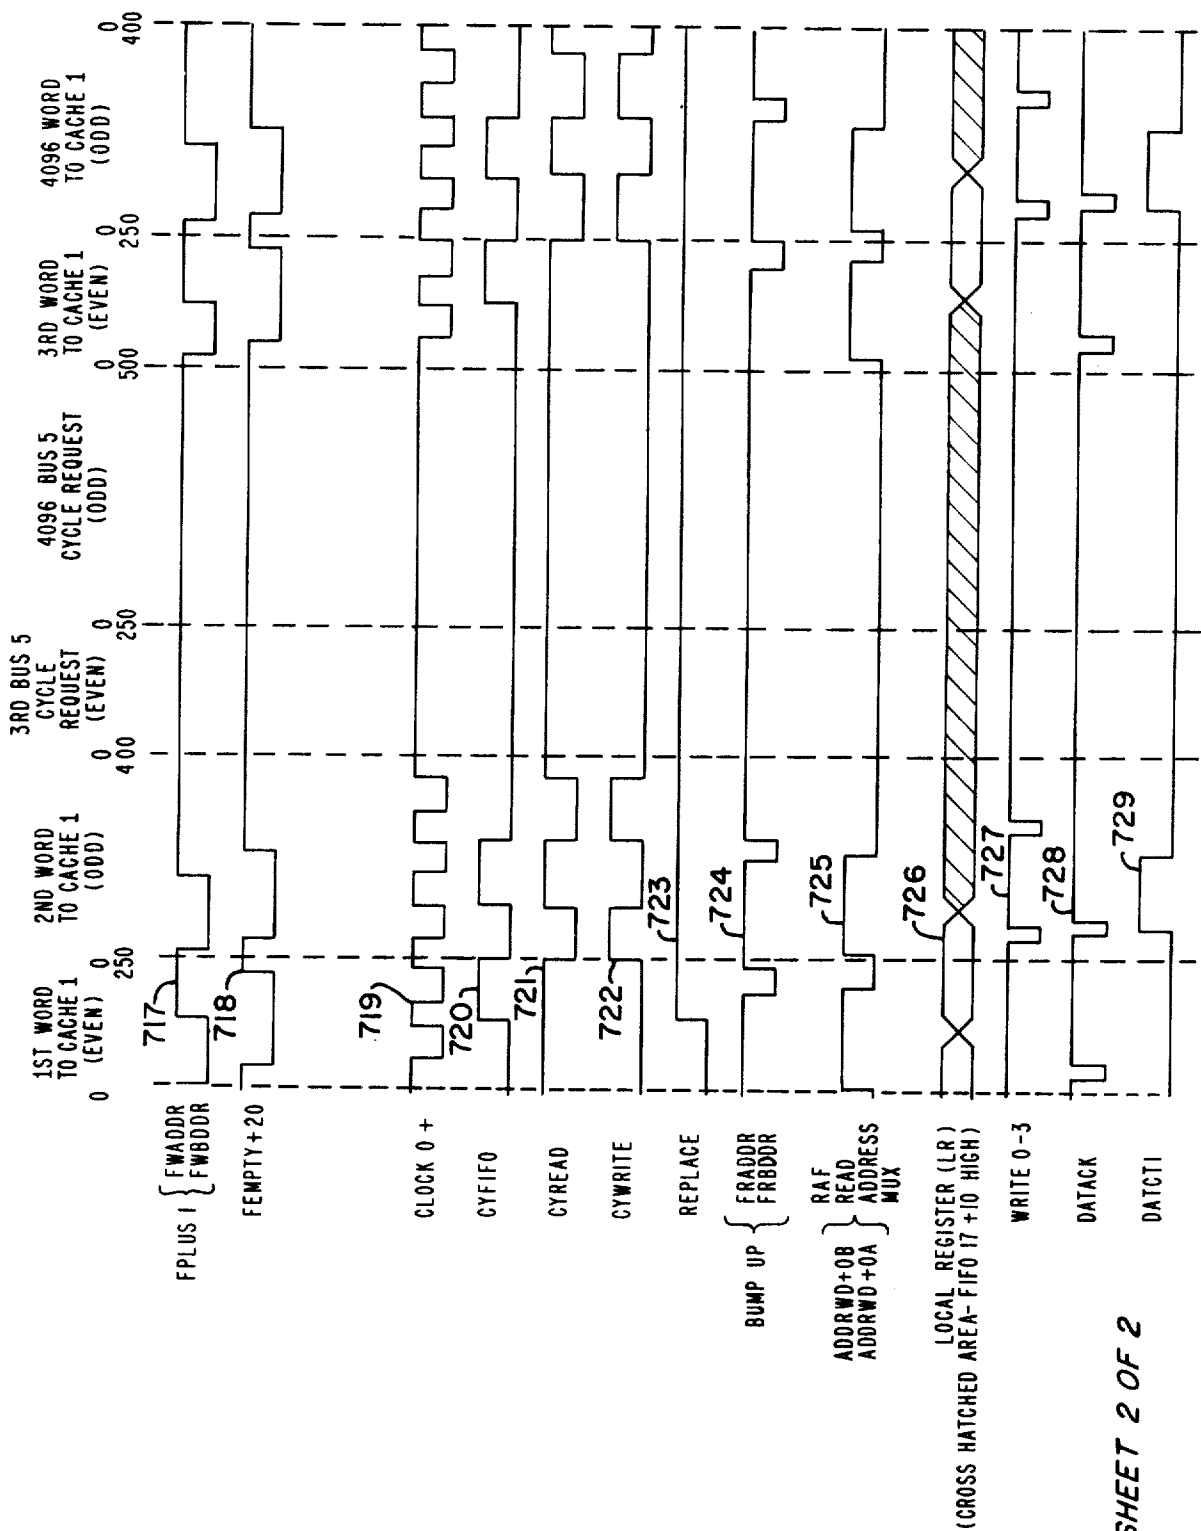 1ST WORD
TO CACHE 1
(EVEN)
2ND WORD
TO CACHE 1
(ODD)
3RD BUS 5
CYCLE
REQUEST
(EVEN)
4096 BUS 5
CYCLE REQUEST
(ODD)
3RD WORD
TO CACHE 1
(EVEN)
4096 WORD
TO CACHE 1
(ODD)
0
0
250
0
400
0
250
0
500
0
250
0
400
FPLUS 1 { FWADDR
FWBDDR
717
FEMPTY+20
718
CLOCK 0 +
719
CYFIFO
720
CYREAD
721
CYWRITE
722
REPLACE
723
BUMP UP { FRADDR
FRBDDR
724
ADDRWD+0B
ADDRWD+0A
RAF
READ
ADDRESS
MUX
725
LOCAL REGISTER (LR)
(CROSS HATCHED AREA-FIFO 17 +10 HIGH)
726
WRITE 0-3
727
DATACK
728
DATCT1
729
SHEET 2 OF 2